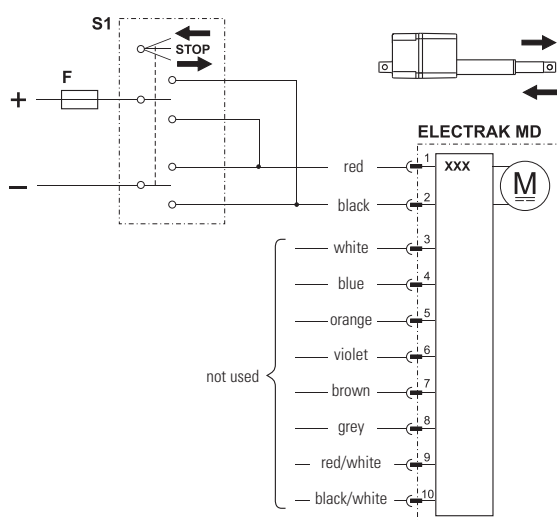 S1
STOP
F
+
–
ELECTRAK MD
XXX
M
red 1
black 2
white 3
blue 4
orange 5
violet 6
not used
brown 7
grey 8
red/white 9
black/white 10